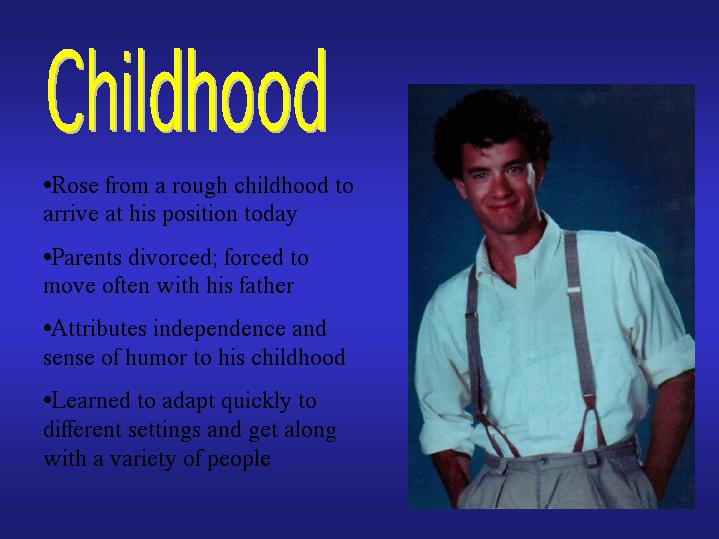 Childhood
•Rose from a rough childhood to
arrive at his position today
•Parents divorced; forced to
move often with his father
•Attributes independence and
sense of humor to his childhood
•Learned to adapt quickly to
different settings and get along
with a variety of people